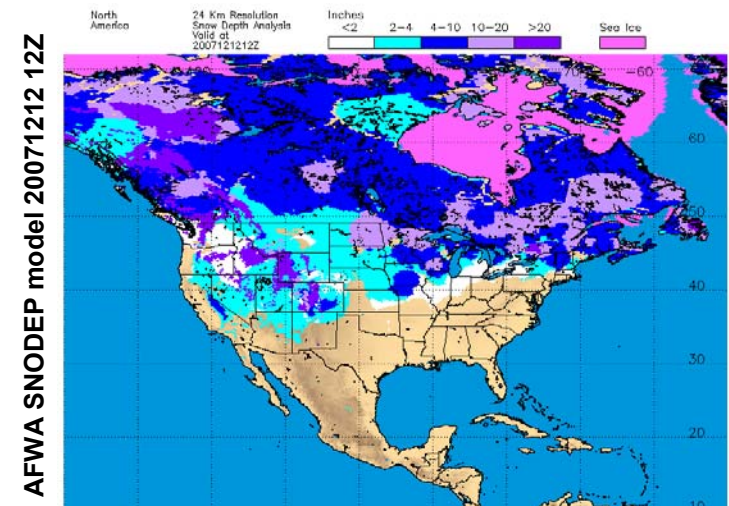 North
America
24 Km Resolution
Snow Depth Analysis
Valid at
2007121212Z
Inches
<2 2-4 4-10 10-20 >20
Sea Ice
AFWA SNODEP model 20071212 12Z
-70 -60
60
50
40
30
20
10